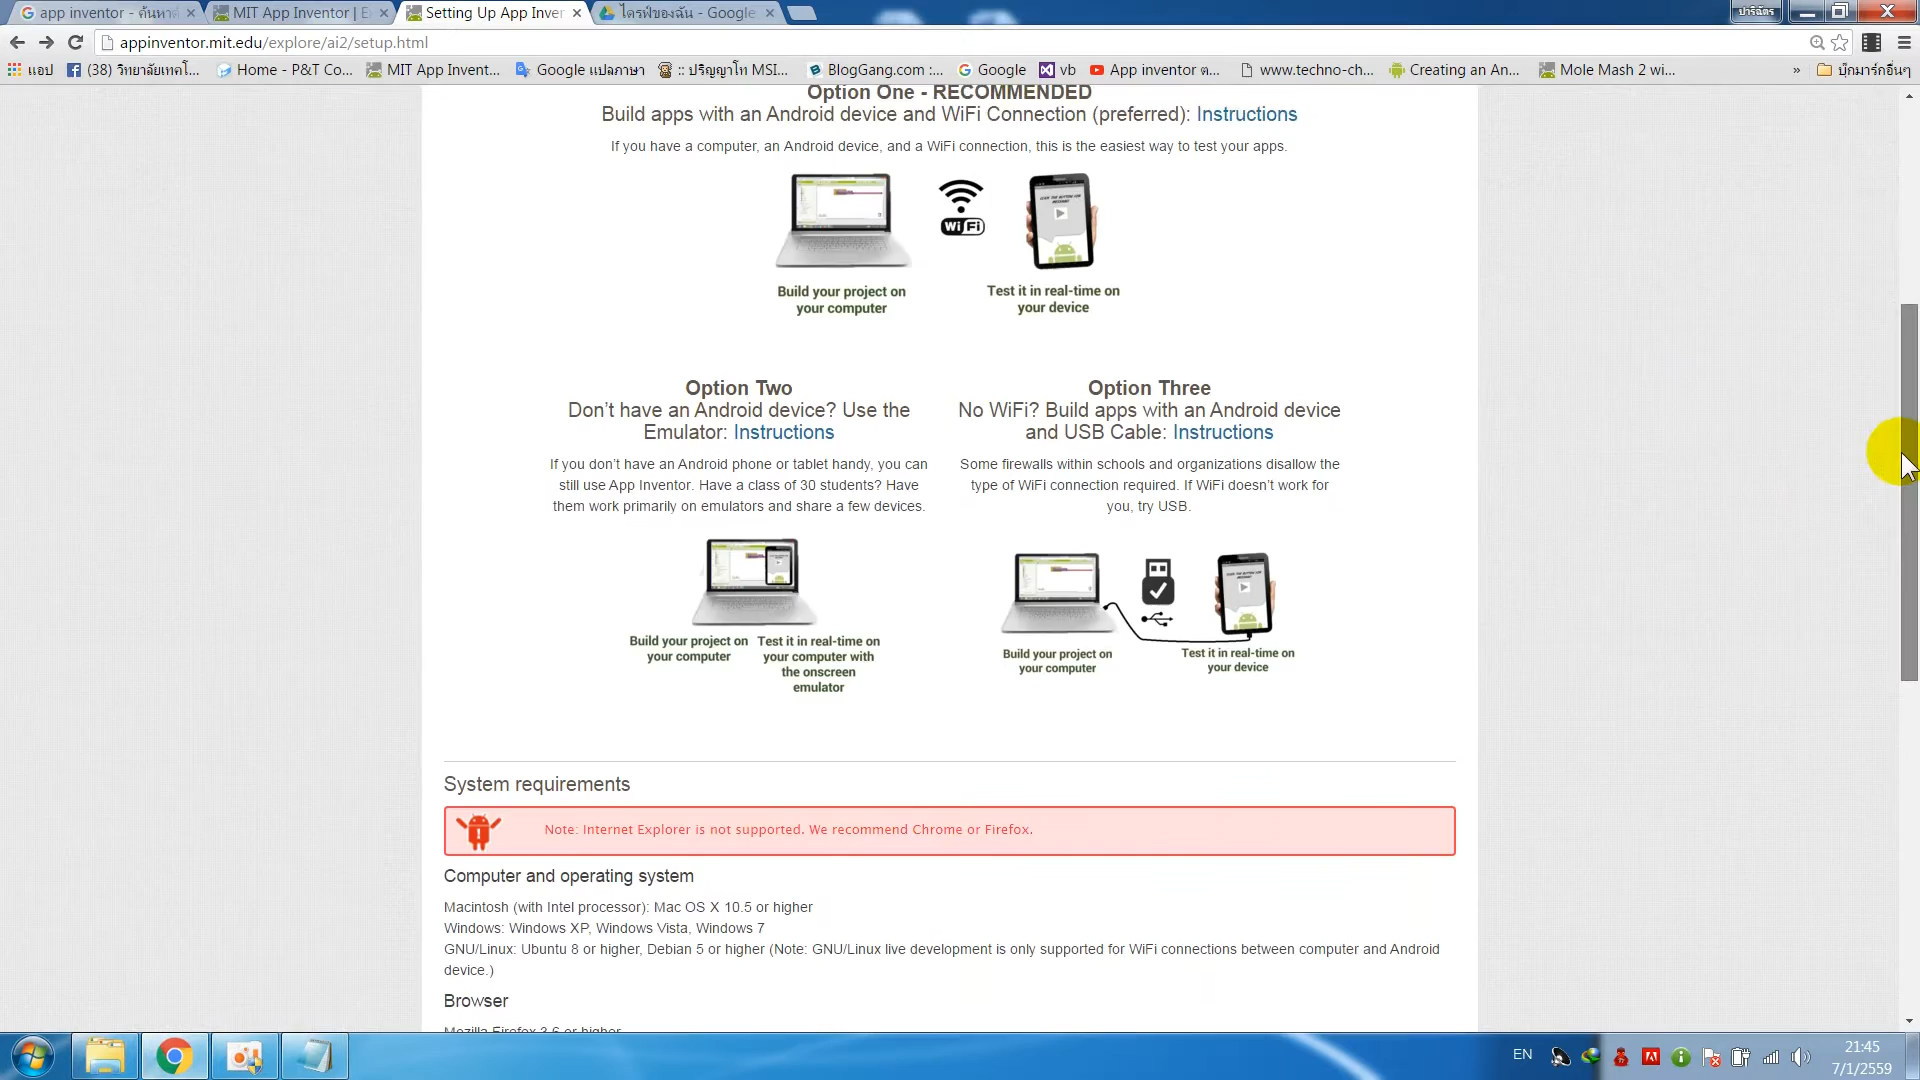 app inventor - ค้นหาด้
MIT App Inventor | E
Setting Up App Inver
ไดรฟ์ของฉัน - Google
ปาริฉัตร
appinventor.mit.edu/explore/ai2/setup.html
แอป
(38) วิทยาลัยเทคโ...
Home - P&T Co...
MIT App Invent...
Google แปลภาษา
:: ปริญญาโท MSI...
BlogGang.com :...
Google
vb
App inventor ต...
www.techno-ch...
Creating an An...
Mole Mash 2 wi...
»
บุ๊กมาร์กอื่นๆ
Option One - RECOMMENDED
Build apps with an Android device and WiFi Connection (preferred): Instructions
If you have a computer, an Android device, and a WiFi connection, this is the easiest way to test your apps.
WiFi
Build your project on
your computer
Test it in real-time on
your device
Option Two
Don't have an Android device? Use the
Emulator: Instructions
If you don't have an Android phone or tablet handy, you can
still use App Inventor. Have a class of 30 students? Have
them work primarily on emulators and share a few devices.
Build your project on
your computer
Test it in real-time on
your computer with
the onscreen
emulator
Option Three
No WiFi? Build apps with an Android device
and USB Cable: Instructions
Some firewalls within schools and organizations disallow the
type of WiFi connection required. If WiFi doesn't work for
you, try USB.
Build your project on
your computer
Test it in real-time on
your device
System requirements
Note: Internet Explorer is not supported. We recommend Chrome or Firefox.
Computer and operating system
Macintosh (with Intel processor): Mac OS X 10.5 or higher
Windows: Windows XP, Windows Vista, Windows 7
GNU/Linux: Ubuntu 8 or higher, Debian 5 or higher (Note: GNU/Linux live development is only supported for WiFi connections between computer and Android
device.)
Browser
Mozilla Firefox 3.6 or higher
EN
21:45
7/1/2559